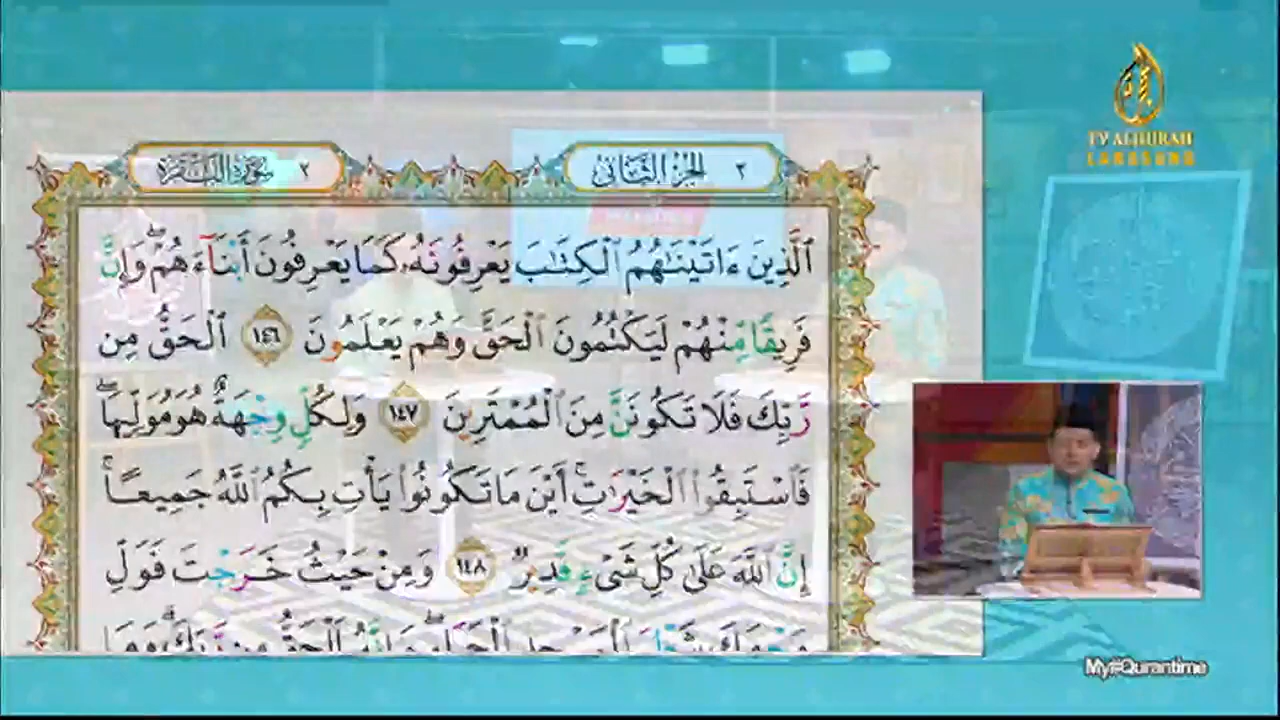 الجزء الثاني ٢
سورة البقرة ٢
ٱلَّذِينَ ءَاتَيْنَٰهُمُ ٱلْكِتَٰبَ يَعْرِفُونَهُۥ كَمَا يَعْرِفُونَ أَبْنَآءَهُمْ ۖ وَإِنَّ
فَرِيقًا مِّنْهُمْ لَيَكْتُمُونَ ٱلْحَقَّ وَهُمْ يَعْلَمُونَ ١٤٦ ٱلْحَقُّ مِن
رَّبِّكَ فَلَا تَكُونَنَّ مِنَ ٱلْمُمْتَرِينَ ١٤٧ وَلِكُلٍّ وِجْهَةٌ هُوَ مُوَلِّيهَا ۖ
فَٱسْتَبِقُوا۟ ٱلْخَيْرَٰتِ ۚ أَيْنَ مَا تَكُونُوا۟ يَأْتِ بِكُمُ ٱللَّهُ جَمِيعًا ۚ
إِنَّ ٱللَّهَ عَلَىٰ كُلِّ شَىْءٍ قَدِيرٌ ١٤٨ وَمِنْ حَيْثُ خَرَجْتَ فَوَلِّ
TV ALHIJRAH
LANGSUNG
My#Qurantime